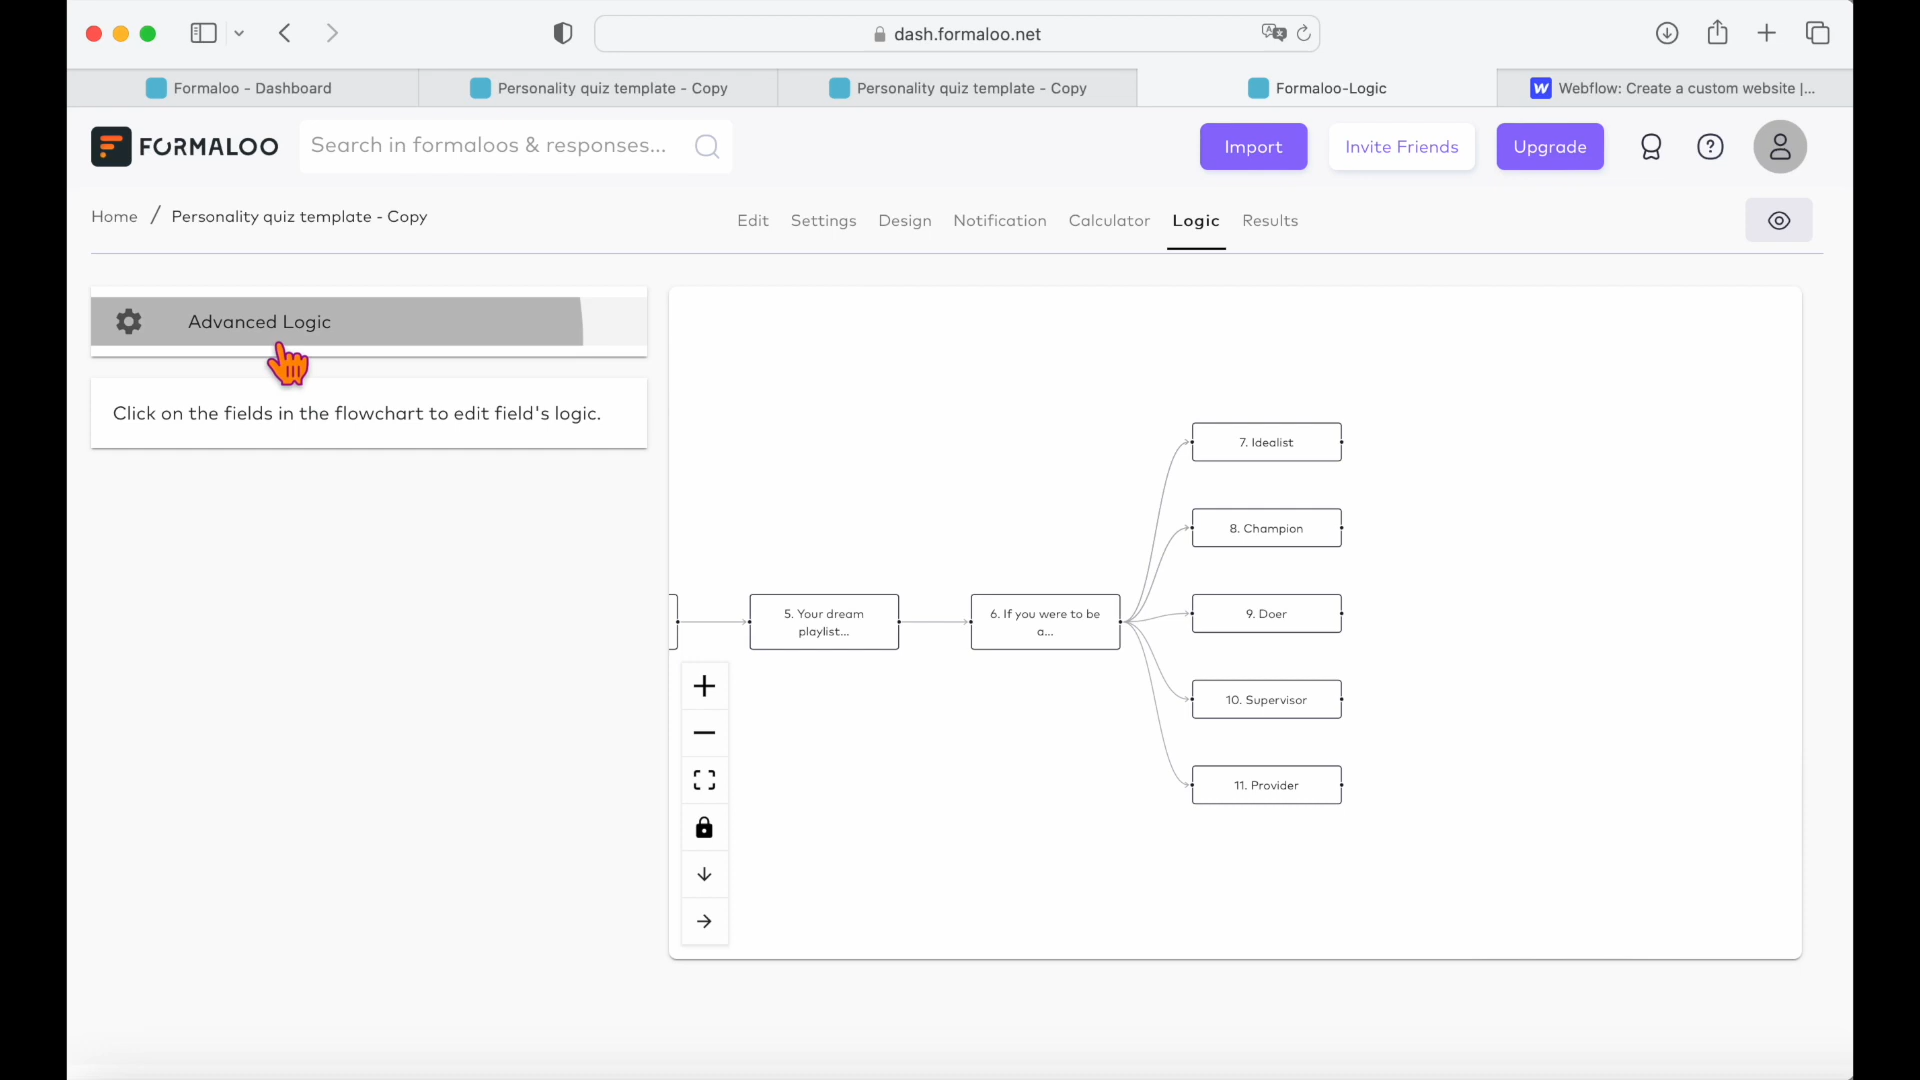 dash.formaloo.net
Formaloo - Dashboard
Personality quiz template - Copy
Personality quiz template - Copy
Formaloo-Logic
W
Webflow: Create a custom website |...
FORMALOO
Search in formaloos & responses...
Import
Invite Friends
Upgrade
?
Home / Personality quiz template - Copy
Edit
Settings
Design
Notification
Calculator
Logic
Results
Advanced Logic
Click on the fields in the flowchart to edit field's logic.
5. Your dream
playlist...
6. If you were to be
a...
7. Idealist
8. Champion
9. Doer
10. Supervisor
11. Provider